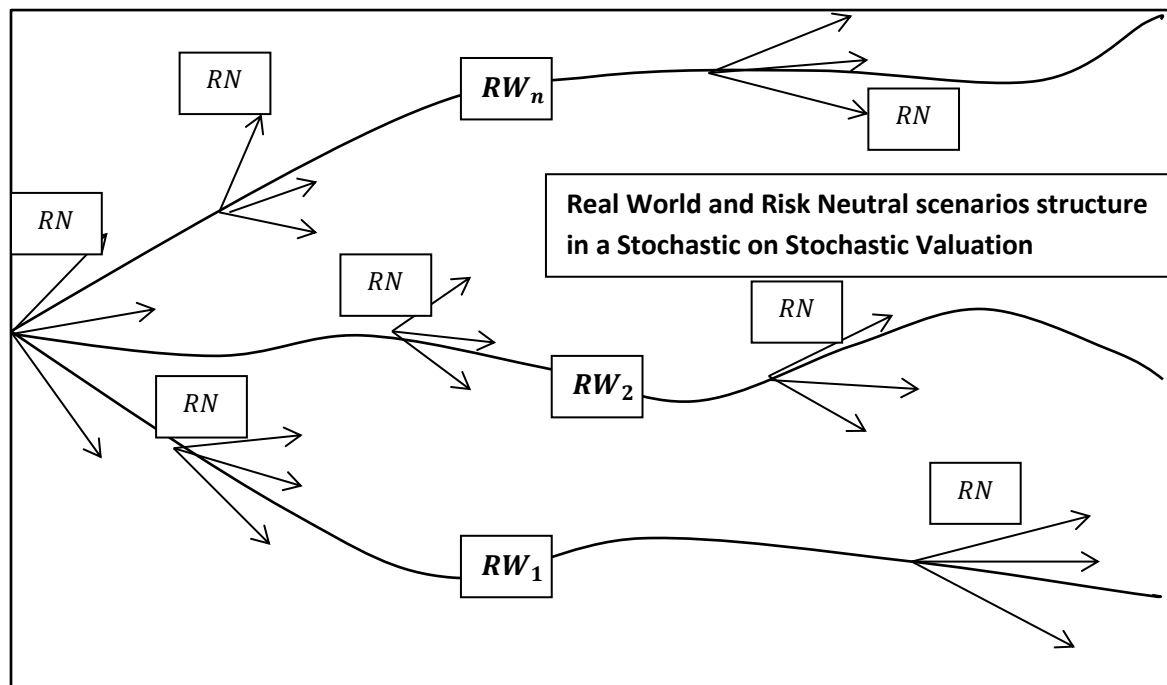 RN
RW_n
RN
RN
Real World and Risk Neutral scenarios structure
in a Stochastic on Stochastic Valuation
RN
RN
RW_2
RN
RN
RW_1